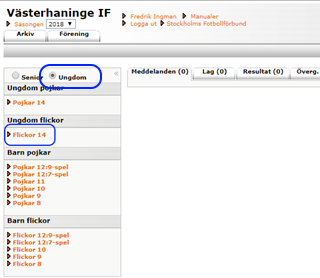 Västerhaninge IF
Säsongen 2018
Fredrik Ingman
Manualer
Logga ut
Stockholms Fotbollförbund
Arkiv
Förening
Senior
Ungdom
«
Ungdom pojkar
Pojkar 14
Ungdom flickor
Flickor 14
Barn pojkar
Pojkar 12:9-spel
Pojkar 12:7-spel
Pojkar 11
Pojkar 10
Pojkar 9
Pojkar 8
Barn flickor
Flickor 12:9-spel
Flickor 12:7-spel
Flickor 10
Flickor 9
Flickor 8
Meddelanden (0)
Lag (0)
Resultat (0)
Överg.